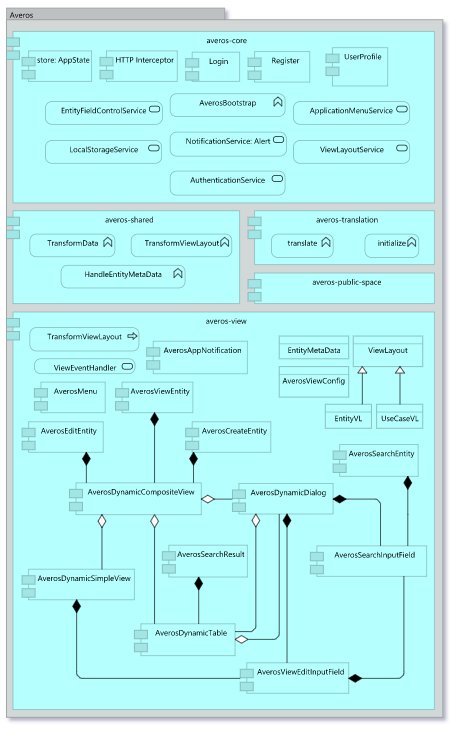 Averos
averos-core
store: AppState
HTTP Interceptor
Login
Register
UserProfile
EntityFieldControlService
AverosBootstrap
ApplicationMenuService
LocalStorageService
NotificationService: Alert
ViewLayoutService
AuthenticationService
averos-shared
TransformData
TransformViewLayout
HandleEntityMetaData
averos-translation
translate
initialize
averos-public-space
averos-view
TransformViewLayout
ViewEventHandler
AverosAppNotification
EntityMetaData
ViewLayout
AverosViewConfig
AverosMenu
AverosViewEntity
EntityVL
UseCaseVL
AverosEditEntity
AverosCreateEntity
AverosSearchEntity
AverosDynamicCompositeView
AverosDynamicDialog
AverosSearchResult
AverosSearchInputField
AverosDynamicSimpleView
AverosDynamicTable
AverosViewEditInputField